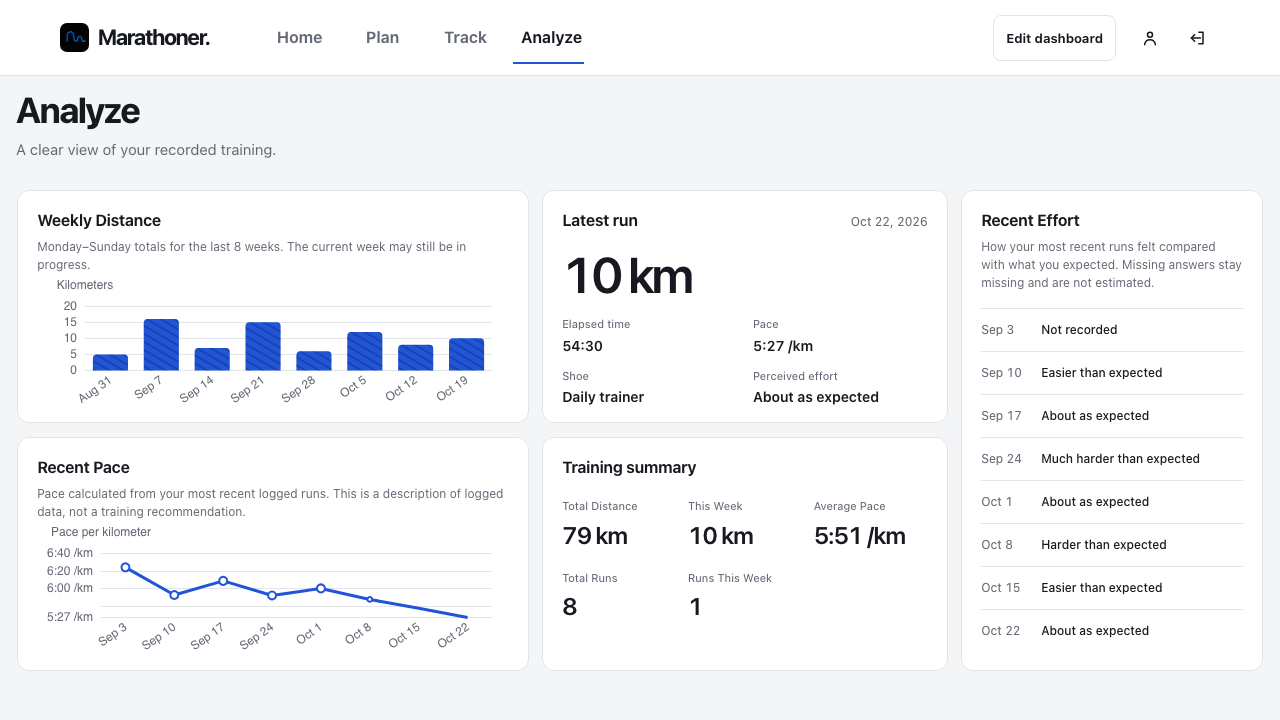 Marathoner.
Home
Plan
Track
Analyze
Edit dashboard
Analyze
A clear view of your recorded training.
Weekly Distance
Monday–Sunday totals for the last 8 weeks. The current week may still be in
progress.
Kilometers
20
15
10
5
0
Aug 31
Sep 7
Sep 14
Sep 21
Sep 28
Oct 5
Oct 12
Oct 19
Latest run
Oct 22, 2026
10 km
Elapsed time
Pace
54:30
5:27 /km
Shoe
Perceived effort
Daily trainer
About as expected
Recent Effort
How your most recent runs felt compared
with what you expected. Missing answers stay
missing and are not estimated.
Sep 3 Not recorded
Sep 10 Easier than expected
Sep 17 About as expected
Sep 24 Much harder than expected
Oct 1 About as expected
Oct 8 Harder than expected
Oct 15 Easier than expected
Oct 22 About as expected
Recent Pace
Pace calculated from your most recent logged runs. This is a description of logged
data, not a training recommendation.
Pace per kilometer
6:40 /km
6:20 /km
6:00 /km
5:27 /km
Sep 3
Sep 10
Sep 17
Sep 24
Oct 1
Oct 8
Oct 15
Oct 22
Training summary
Total Distance
This Week
Average Pace
79 km
10 km
5:51 /km
Total Runs
Runs This Week
8
1